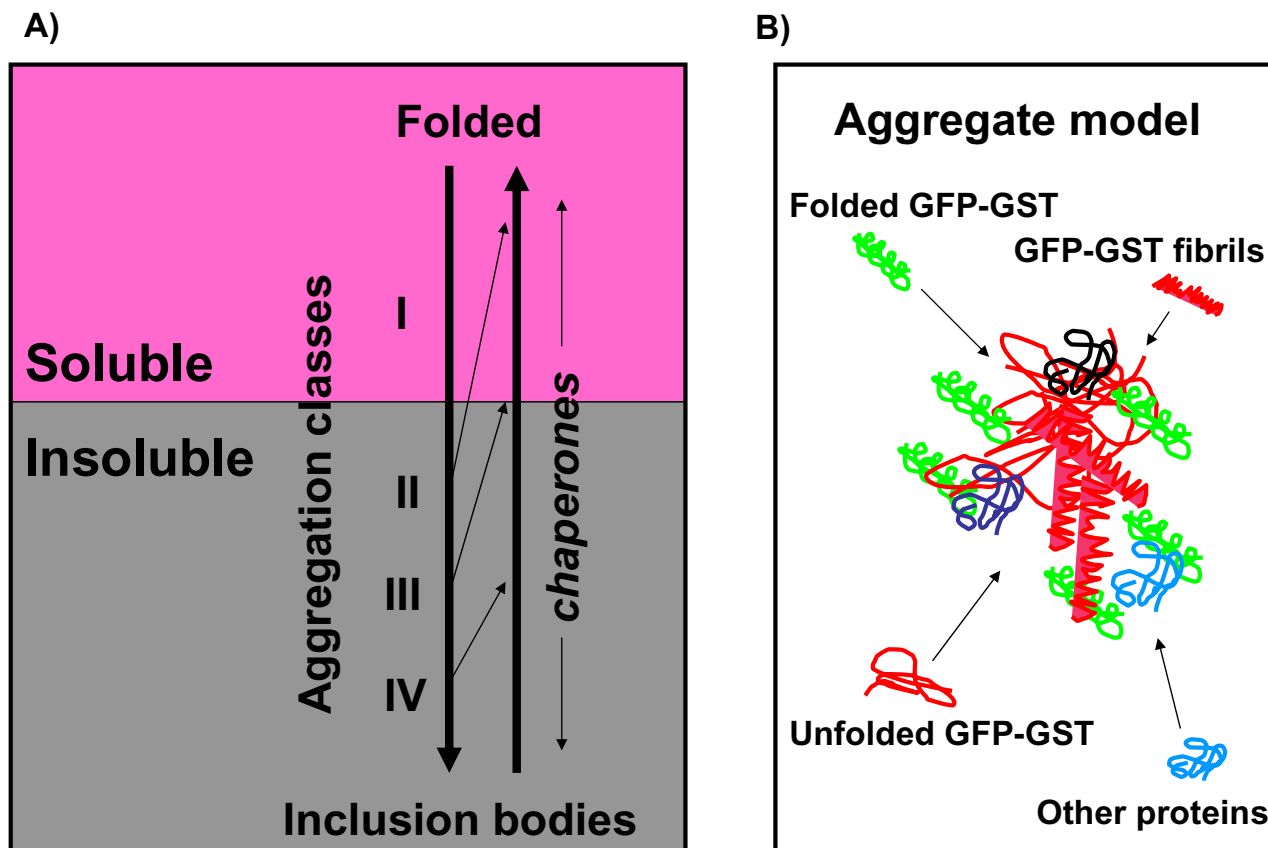 A)
Folded
Aggregation classes
I
Soluble
Insoluble
II
III
IV
chaperones
Inclusion bodies
B)
Aggregate model
Folded GFP-GST
GFP-GST fibrils
Unfolded GFP-GST
Other proteins